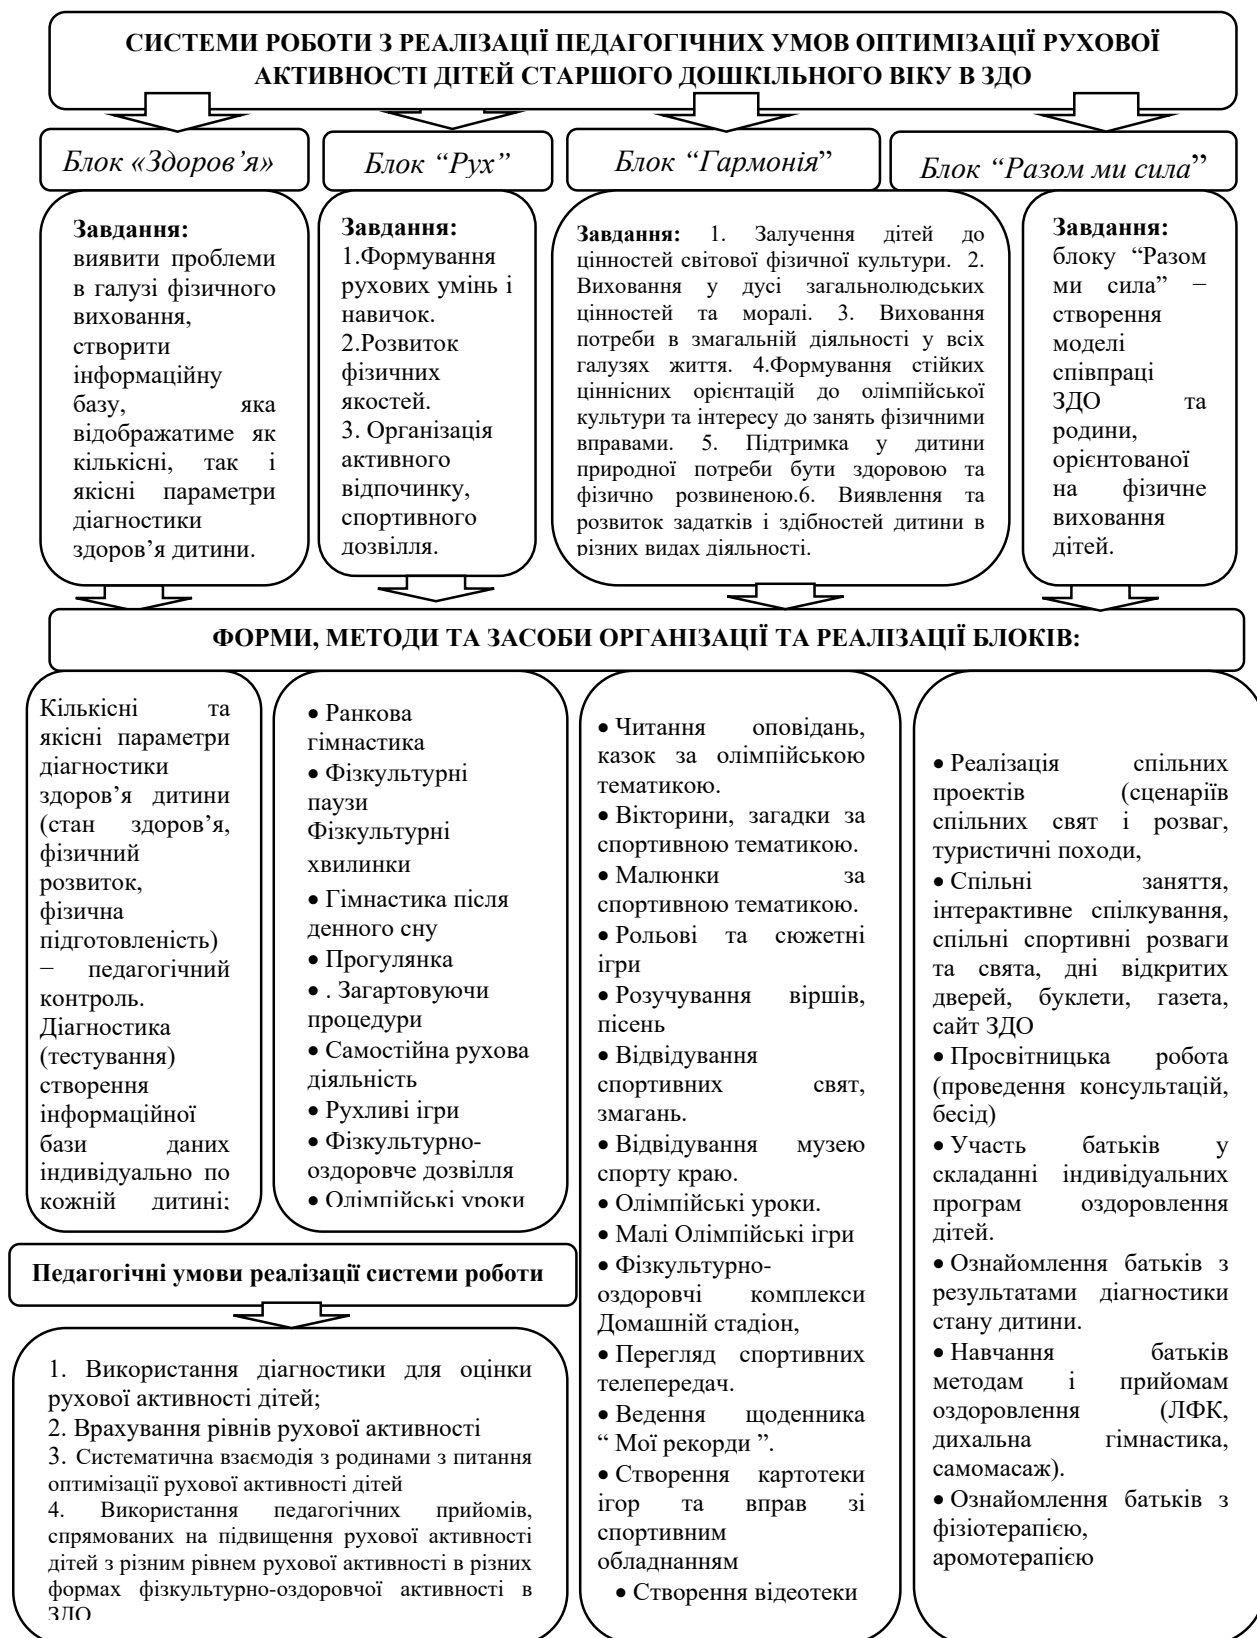 СИСТЕМИ РОБОТИ З РЕАЛІЗАЦІЇ ПЕДАГОГІЧНИХ УМОВ ОПТИМІЗАЦІЇ РУХОВОЇ
АКТИВНОСТІ ДІТЕЙ СТАРШОГО ДОШКІЛЬНОГО ВІКУ В ЗДО
Блок «Здоров’я»
Блок “Рух”
Блок “Гармонія”
Блок “Разом ми сила”
Завдання:
виявити проблеми
в галузі фізичного
виховання,
створити
інформаційну
базу, яка
відображатиме як
кількісні, так і
якісні параметри
діагностики
здоров’я дитини.
Завдання:
1.Формування
рухових умінь і
навичок.
2.Розвиток
фізичних
якостей.
3. Організація
активного
відпочинку,
спортивного
дозвілля.
Завдання: 1. Залучення дітей до
цінностей світової фізичної культури. 2.
Виховання у дусі загальнолюдських
цінностей та моралі. 3. Виховання
потреби в змагальній діяльності у всіх
галузях життя. 4.Формування стійких
ціннісних орієнтацій до олімпійської
культури та інтересу до занять фізичними
вправами. 5. Підтримка у дитини
природної потреби бути здоровою та
фізично розвиненою.6. Виявлення та
розвиток задатків і здібностей дитини в
різних видах діяльності.
Завдання:
блоку “Разом
ми сила” −
створення
моделі
співпраці
ЗДО та
родини,
орієнтованої
на фізичне
виховання
дітей.
ФОРМИ, МЕТОДИ ТА ЗАСОБИ ОРГАНІЗАЦІЇ ТА РЕАЛІЗАЦІЇ БЛОКІВ:
Кількісні та
якісні параметри
діагностики
здоров’я дитини
(стан здоров’я,
фізичний
розвиток,
фізична
підготовленість)
− педагогічний
контроль.
Діагностика
(тестування)
створення
інформаційної
бази даних
індивідуально по
кожній дитині;
• Ранкова
гімнастика
• Фізкультурні
паузи
Фізкультурні
хвилинки
• Гімнастика після
денного сну
• Прогулянка
• . Загартовуючи
процедури
• Самостійна рухова
діяльність
• Рухливі ігри
• Фізкультурно-
оздоровче дозвілля
• Олімпійські уроки
• Читання оповідань,
казок за олімпійською
тематикою.
• Вікторини, загадки за
спортивною тематикою.
• Малюнки за
спортивною тематикою.
• Рольові та сюжетні
ігри
• Розучування віршів,
пісень
• Відвідування
спортивних свят,
змагань.
• Відвідування музею
спорту краю.
• Олімпійські уроки.
• Малі Олімпійські ігри
• Фізкультурно-
оздоровчі комплекси
Домашній стадіон,
• Перегляд спортивних
телепередач.
• Ведення щоденника
“ Мої рекорди ”.
• Створення картотеки
ігор та вправ зі
спортивним
обладнанням
• Створення відеотеки
• Реалізація спільних
проектів (сценаріїв
спільних свят і розваг,
туристичні походи,
• Спільні заняття,
інтерактивне спілкування,
спільні спортивні розваги
та свята, дні відкритих
дверей, буклети, газета,
сайт ЗДО
• Просвітницька робота
(проведення консультацій,
бесід)
• Участь батьків у
складанні індивідуальних
програм оздоровлення
дітей.
• Ознайомлення батьків з
результатами діагностики
стану дитини.
• Навчання батьків
методам і прийомам
оздоровлення (ЛФК,
дихальна гімнастика,
самомасаж).
• Ознайомлення батьків з
фізіотерапією,
аромотерапією
Педагогічні умови реалізації системи роботи
1. Використання діагностики для оцінки
рухової активності дітей;
2. Врахування рівнів рухової активності
3. Систематична взаємодія з родинами з питання
оптимізації рухової активності дітей
4. Використання педагогічних прийомів,
спрямованих на підвищення рухової активності
дітей з різним рівнем рухової активності в різних
формах фізкультурно-оздоровчої активності в
ЗДО